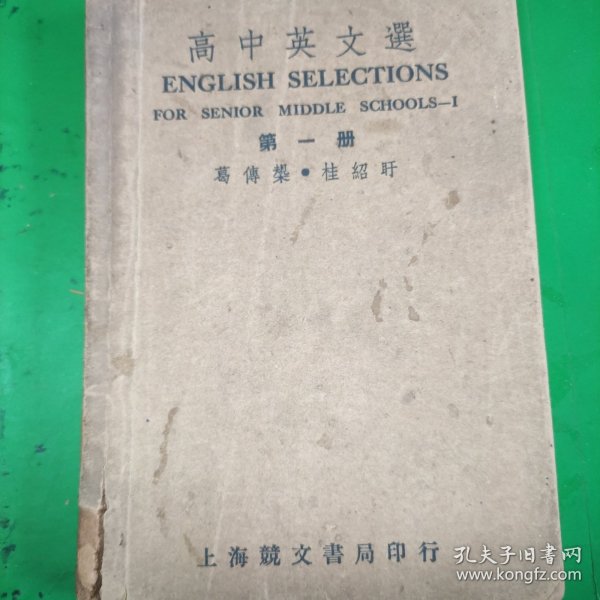 高中英文選
ENGLISH SELECTIONS
FOR SENIOR MIDDLE SCHOOLS—I
第一册
葛傳槼●桂紹盱
上海競文書局印行
孔夫子旧书网
www.kongfz.com